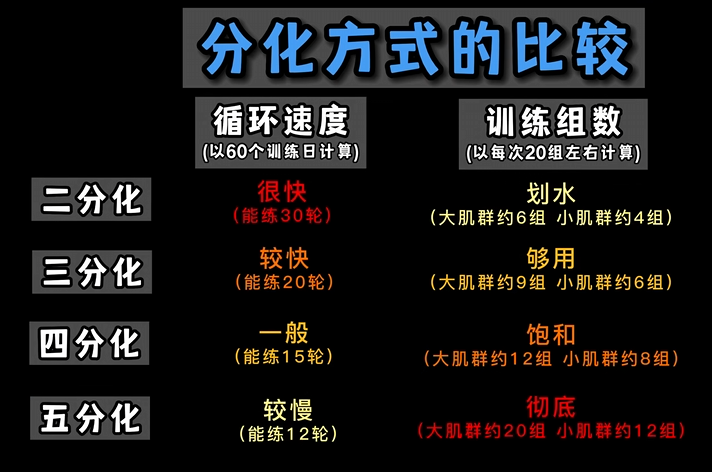 分化方式的比较
循环速度
(以60个训练日计算)
训练组数
(以每次20组左右计算)
二分化
很快
(能练30轮)
划水
(大肌群约6组 小肌群约4组)
三分化
较快
(能练20轮)
够用
(大肌群约9组 小肌群约6组)
四分化
一般
(能练15轮)
饱和
(大肌群约12组 小肌群约8组)
五分化
较慢
(能练12轮)
彻底
(大肌群约20组 小肌群约12组)